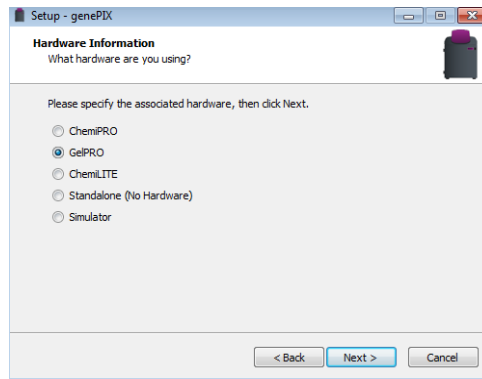 Setup - genePIX
Hardware Information
What hardware are you using?
Please specify the associated hardware, then click Next.
ChemiPRO
GelPRO
ChemiLITE
Standalone (No Hardware)
Simulator
< Back
Next >
Cancel